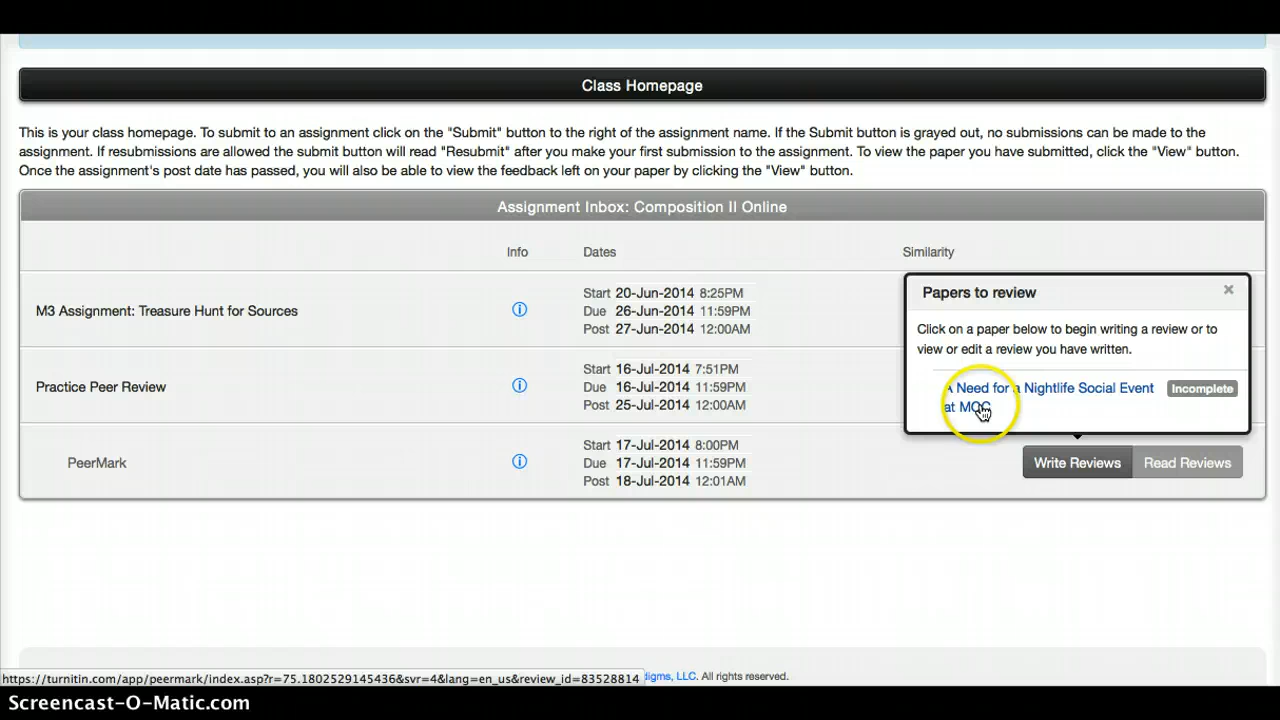 Class Homepage
This is your class homepage. To submit to an assignment click on the "Submit" button to the right of the assignment name. If the Submit button is grayed out, no submissions can be made to the
assignment. If resubmissions are allowed the submit button will read "Resubmit" after you make your first submission to the assignment. To view the paper you have submitted, click the "View" button.
Once the assignment's post date has passed, you will also be able to view the feedback left on your paper by clicking the "View" button.
Assignment Inbox: Composition II Online
Info Dates Similarity
M3 Assignment: Treasure Hunt for Sources
Start 20-Jun-2014 8:25PM
Due 26-Jun-2014 11:59PM
Post 27-Jun-2014 12:00AM
Practice Peer Review
Start 16-Jul-2014 7:51PM
Due 16-Jul-2014 11:59PM
Post 25-Jul-2014 12:00AM
PeerMark
Start 17-Jul-2014 8:00PM
Due 17-Jul-2014 11:59PM
Post 18-Jul-2014 12:01AM
Papers to review ×
Click on a paper below to begin writing a review or to
view or edit a review you have written.
A Need for a Nightlife Social Event Incomplete
at
Write Reviews Read Reviews
https://turnitin.com/app/peermark/index.asp?r=75.1802529145436&svr=4&lang=en_us&review_id=83528814
LLC. All rights reserved.
Screencast-O-Matic.com